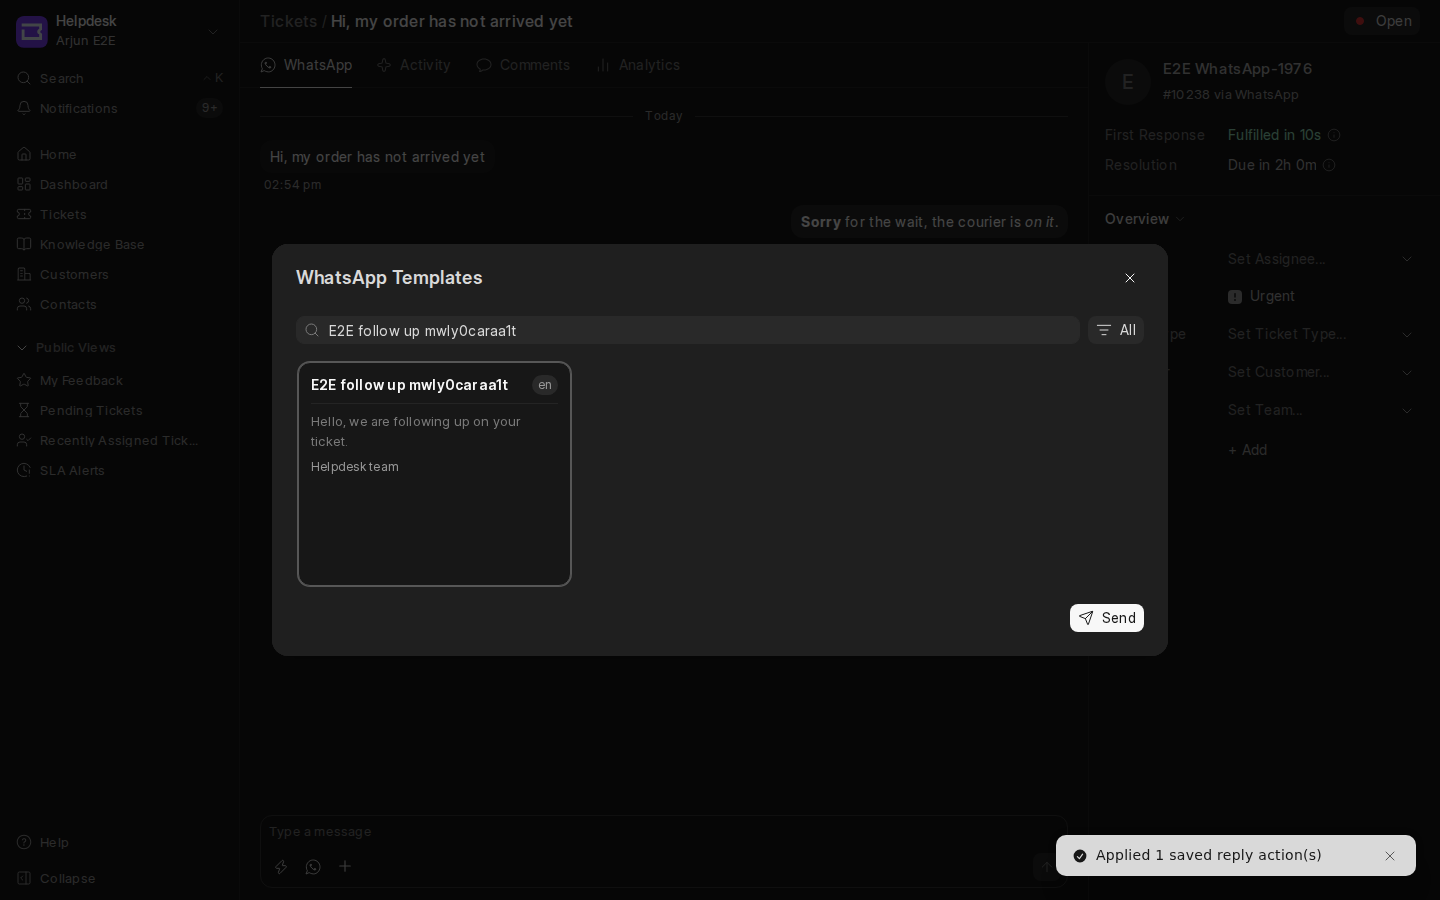 Helpdesk
Arjun E2E
Search
K
Notifications
9+
Home
Dashboard
Tickets
Knowledge Base
Customers
Contacts
Public Views
My Feedback
Pending Tickets
Recently Assigned Tick...
SLA Alerts
Help
Collapse
Tickets / Hi, my order has not arrived yet
Open
WhatsApp
Activity
Comments
Analytics
Today
Hi, my order has not arrived yet
02:54 pm
Sorry for the wait, the courier is on it.
WhatsApp Templates
E2E follow up mwly0caraa1t
All
E2E follow up mwly0caraa1t
en
Hello, we are following up on your
ticket.
Helpdesk team
Send
Type a message
E
E2E WhatsApp-1976
#10238 via WhatsApp
First Response
Fulfilled in 10s
Resolution
Due in 2h 0m
Overview
Set Assignee...
Urgent
pe
Set Ticket Type...
Set Customer...
Set Team...
+ Add
Applied 1 saved reply action(s)